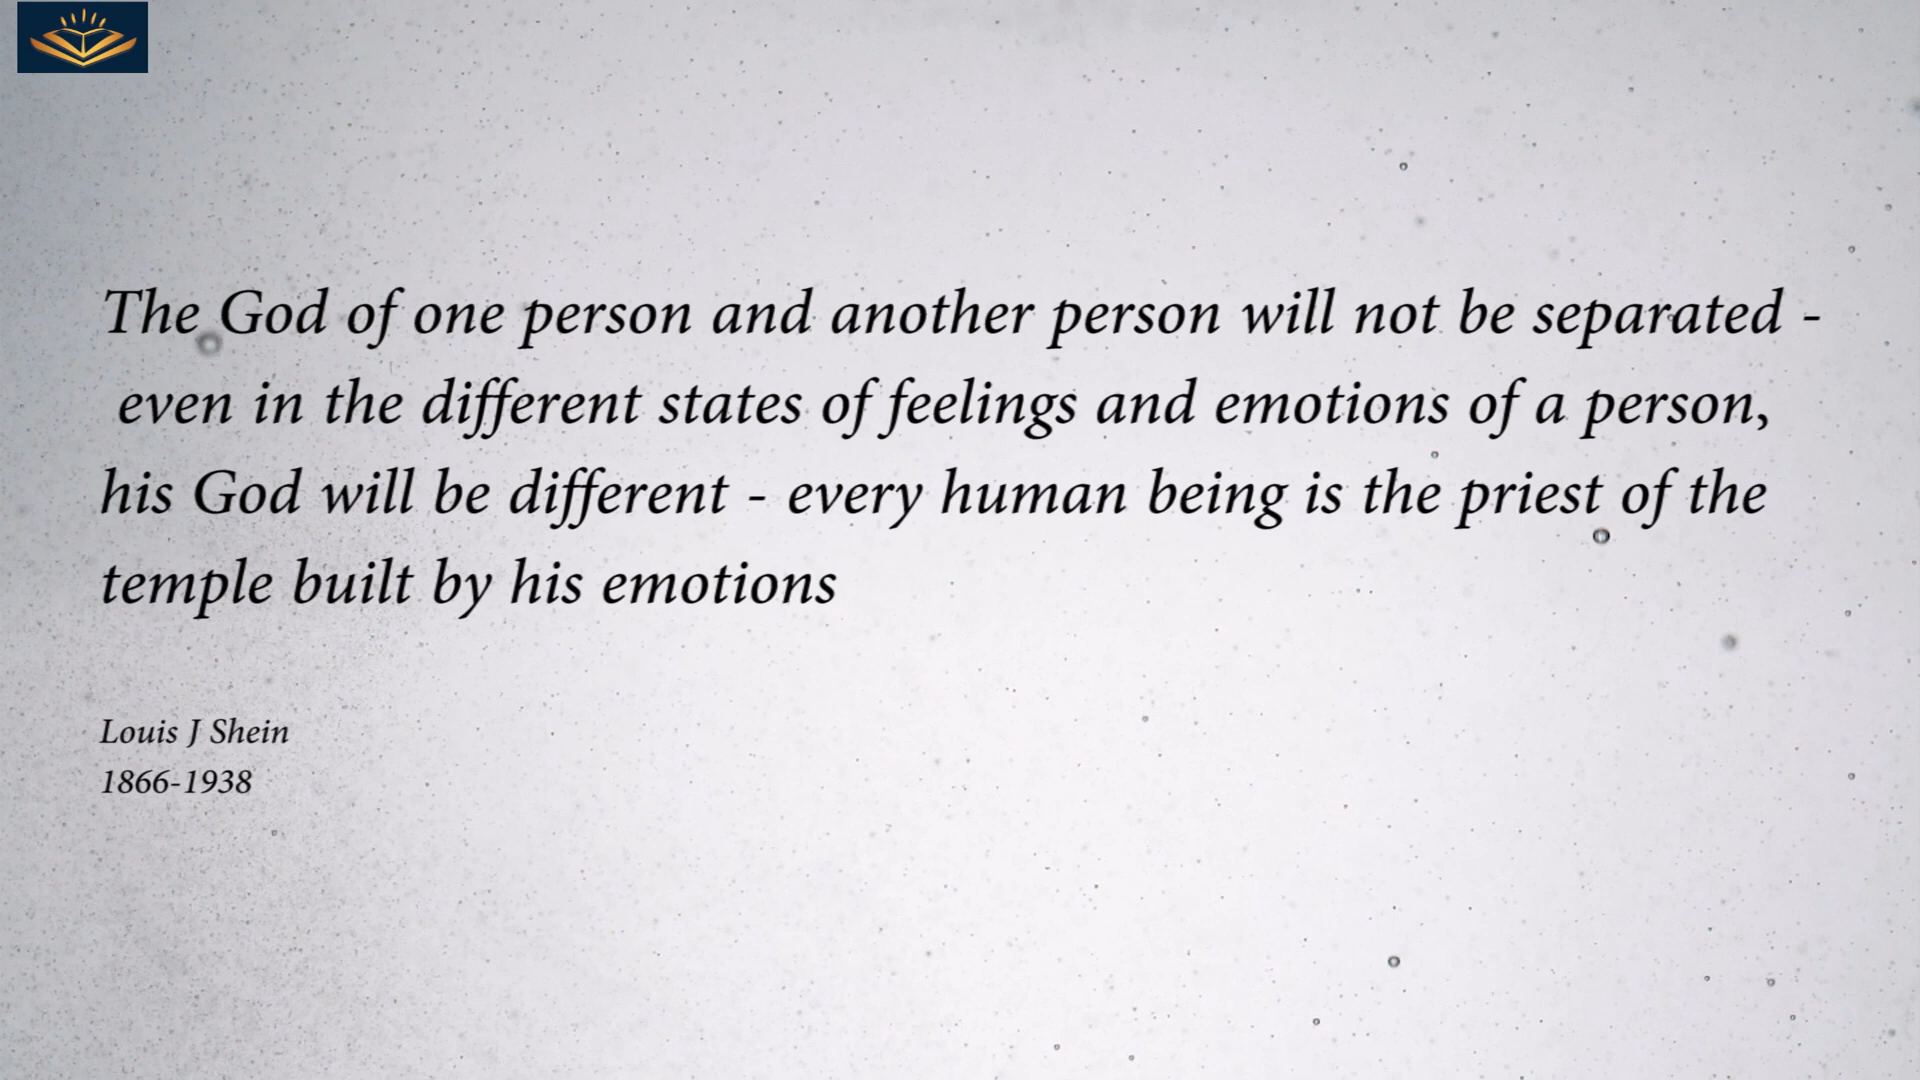 The God of one person and another person will not be separated -
even in the different states of feelings and emotions of a person,
his God will be different - every human being is the priest of the
temple built by his emotions
Louis J Shein
1866-1938